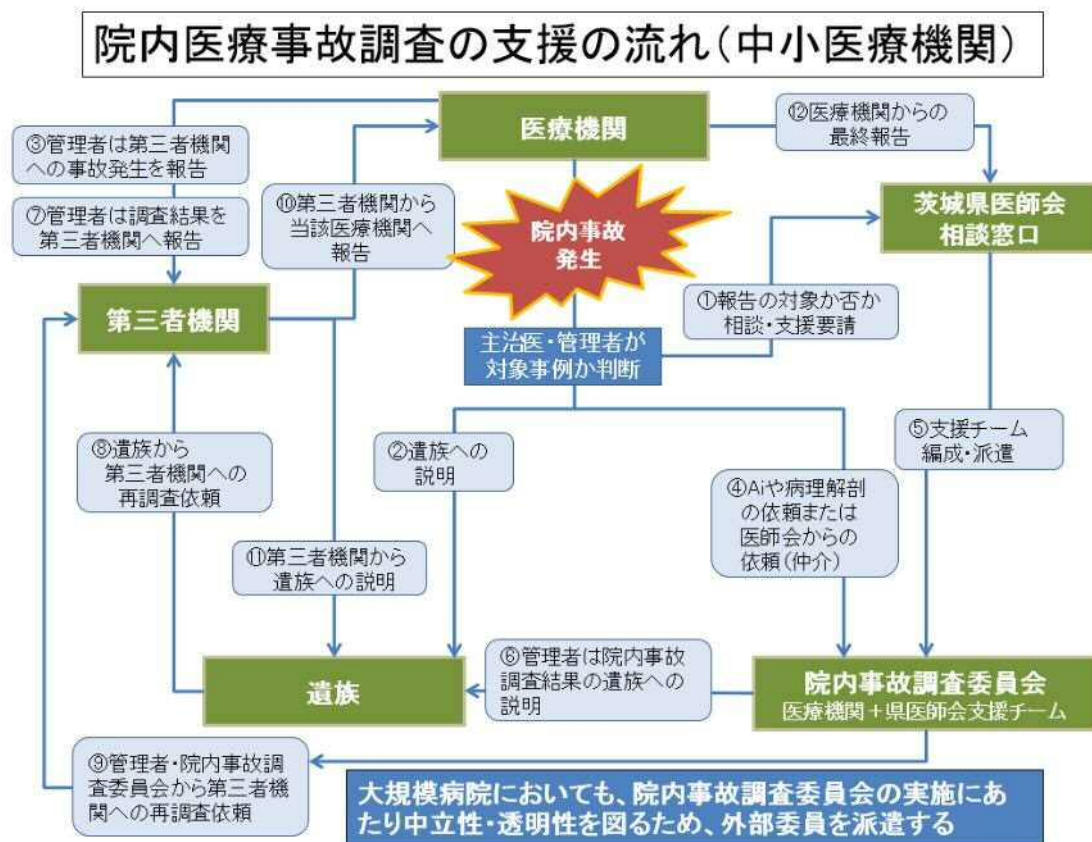 院内医療事故調査の支援の流れ(中小医療機関)
医療機関
⑫医療機関からの
最終報告
③管理者は第三者機関
への事故発生を報告
⑦管理者は調査結果を
第三者機関へ報告
⑩第三者機関から
当該医療機関へ
報告
院内事故
発生
茨城県医師会
相談窓口
第三者機関
①報告の対象か否か
相談・支援要請
主治医・管理者が
対象事例か判断
⑧遺族から
第三者機関への
再調査依頼
②遺族への
説明
⑤支援チーム
編成・派遣
④Aiや病理解剖
の依頼または
医師会からの
依頼(仲介)
⑪第三者機関から
遺族への説明
遺族
⑥管理者は院内事故
調査結果の遺族への
説明
院内事故調査委員会
医療機関+県医師会支援チーム
⑨管理者・院内事故調
査委員会から第三者機
関への再調査依頼
大規模病院においても、院内事故調査委員会の実施にあ
たり中立性・透明性を図るため、外部委員を派遣する